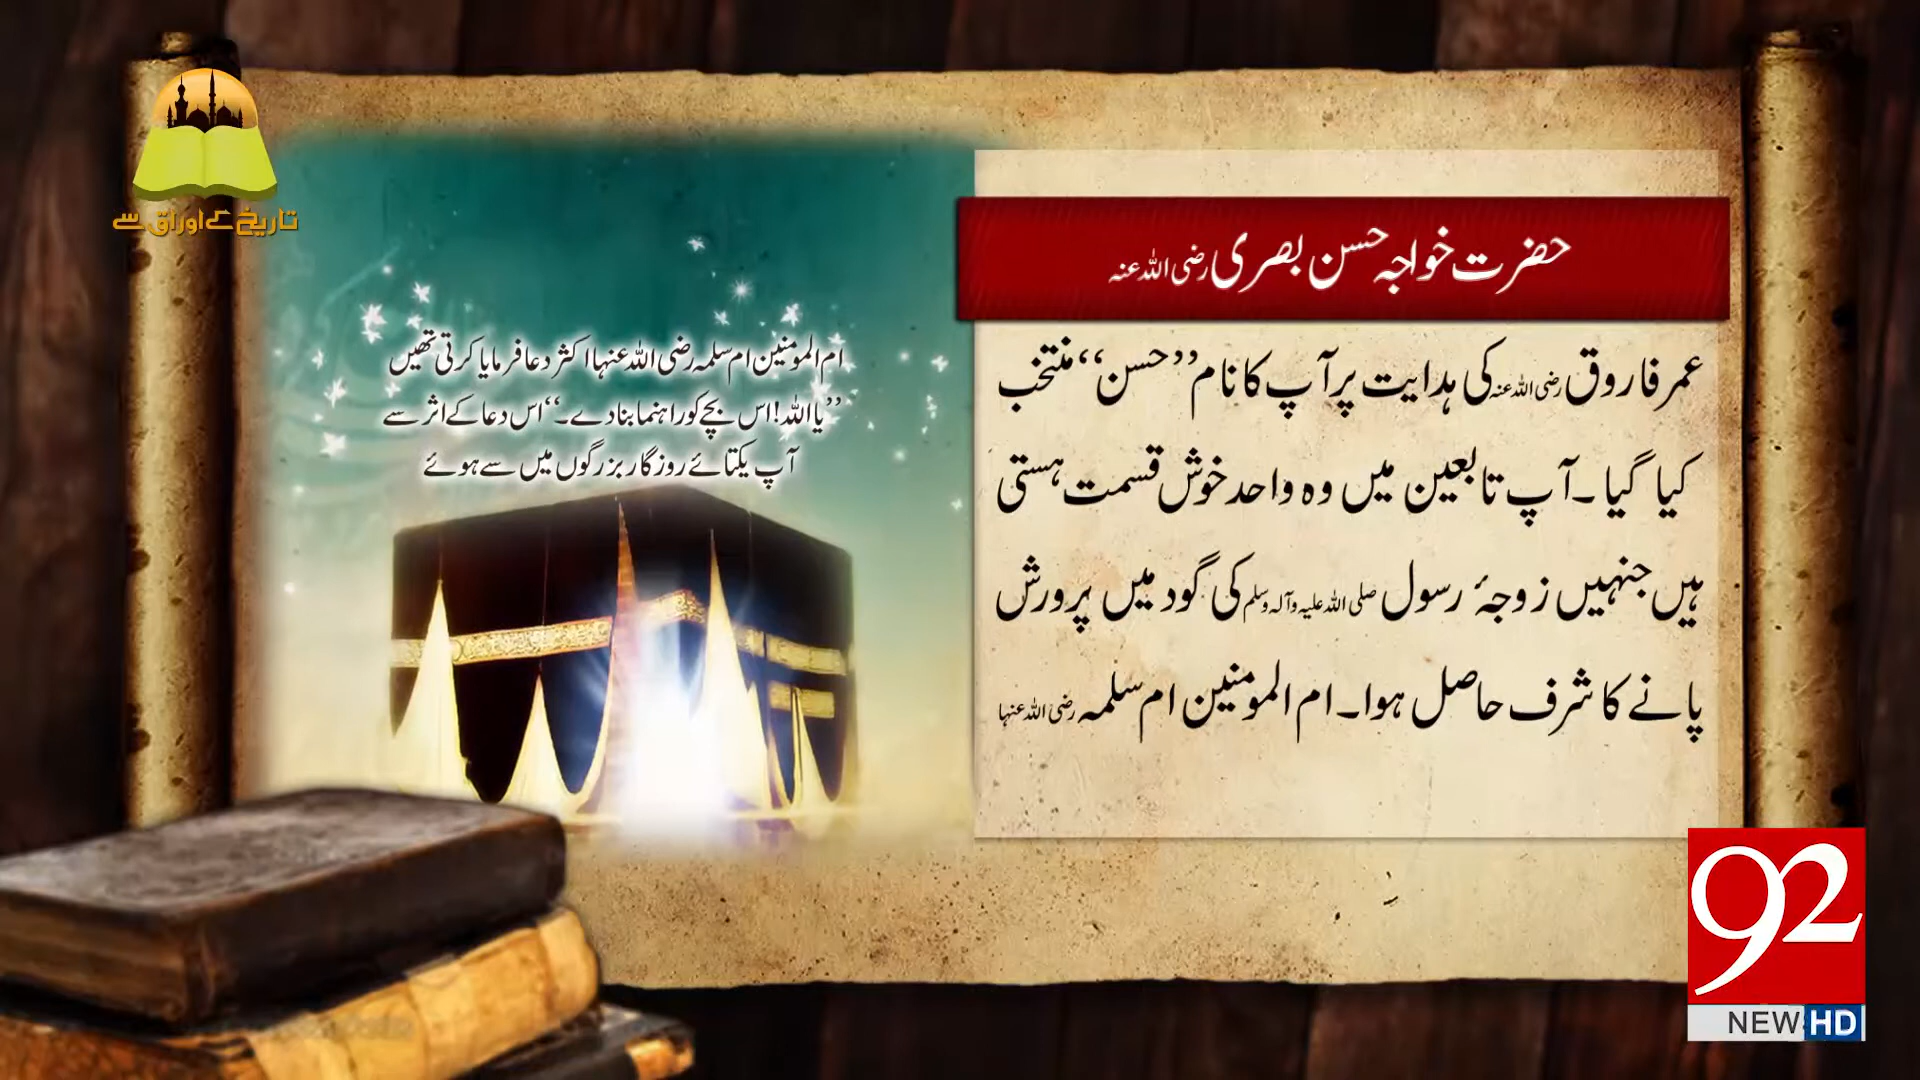 تاریخ کے اوراق سے
حضرت خواجہ حسن بصری رضی اللہ عنہ
عمر فاروق رضی اللہ عنہ کی ہدایت پر آپ کا نام ’’حسن‘‘ منتخب
کیا گیا۔ آپ تابعین میں وہ واحد خوش قسمت ہستی
ہیں جنہیں زوجۂ رسول صلی اللہ علیہ وآلہ وسلم کی گود میں پرورش
پانے کا شرف حاصل ہوا۔ ام المومنین ام سلمہ رضی اللہ عنہا
ام المومنین ام سلمہ رضی اللہ عنہا اکثر دعا فرمایا کرتی تھیں
’’یا اللہ! اس بچے کو راہنما بنا دے۔‘‘ اس دعا کے اثر سے
آپ یکتائے روزگار بزرگوں میں سے ہوئے
92
NEWS HD